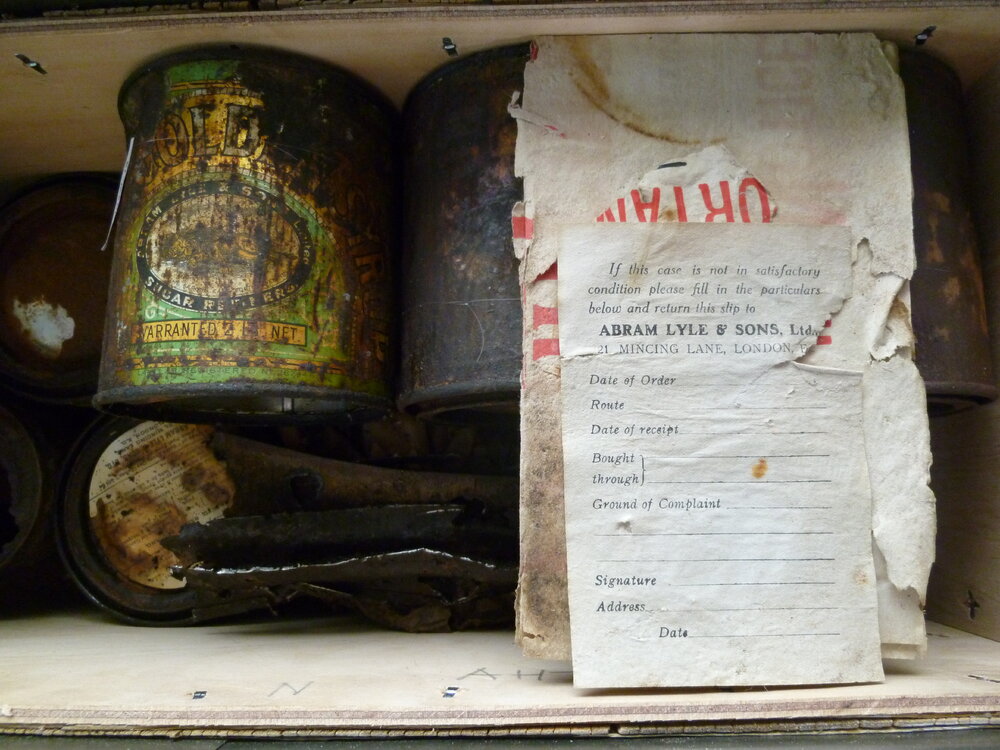 GOLDEN
SYRUP
ABRAM LYLE & SONS
SUGAR REFINERS
WARRANTED
NET.
URTAN
If this case is not in satisfactory
condition please fill in the particulars
below and return this slip to
ABRAM LYLE & SONS, Ltd.
21 MINCING LANE, LONDON,
Date of Order
Route
Date of receipt
Bought
through
Ground of Complaint
Signature
Address
Date